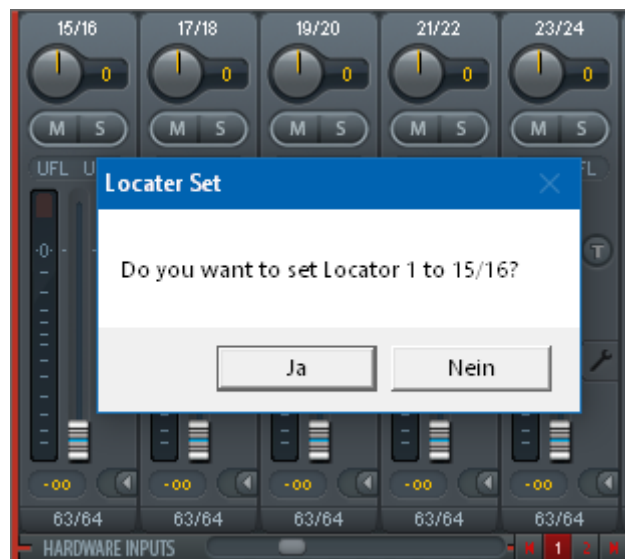 15/16 17/18 19/20 21/22 23/24
0 0 0 0 0
M S M S M S M S M S
UFL U FL
Locater Set
·0·
T
Do you want to set Locator 1 to 15/16?
Ja Nein
-oo -oo -oo -oo -oo
63/64 63/64 63/64 63/64 63/64
HARDWARE INPUTS 1 2